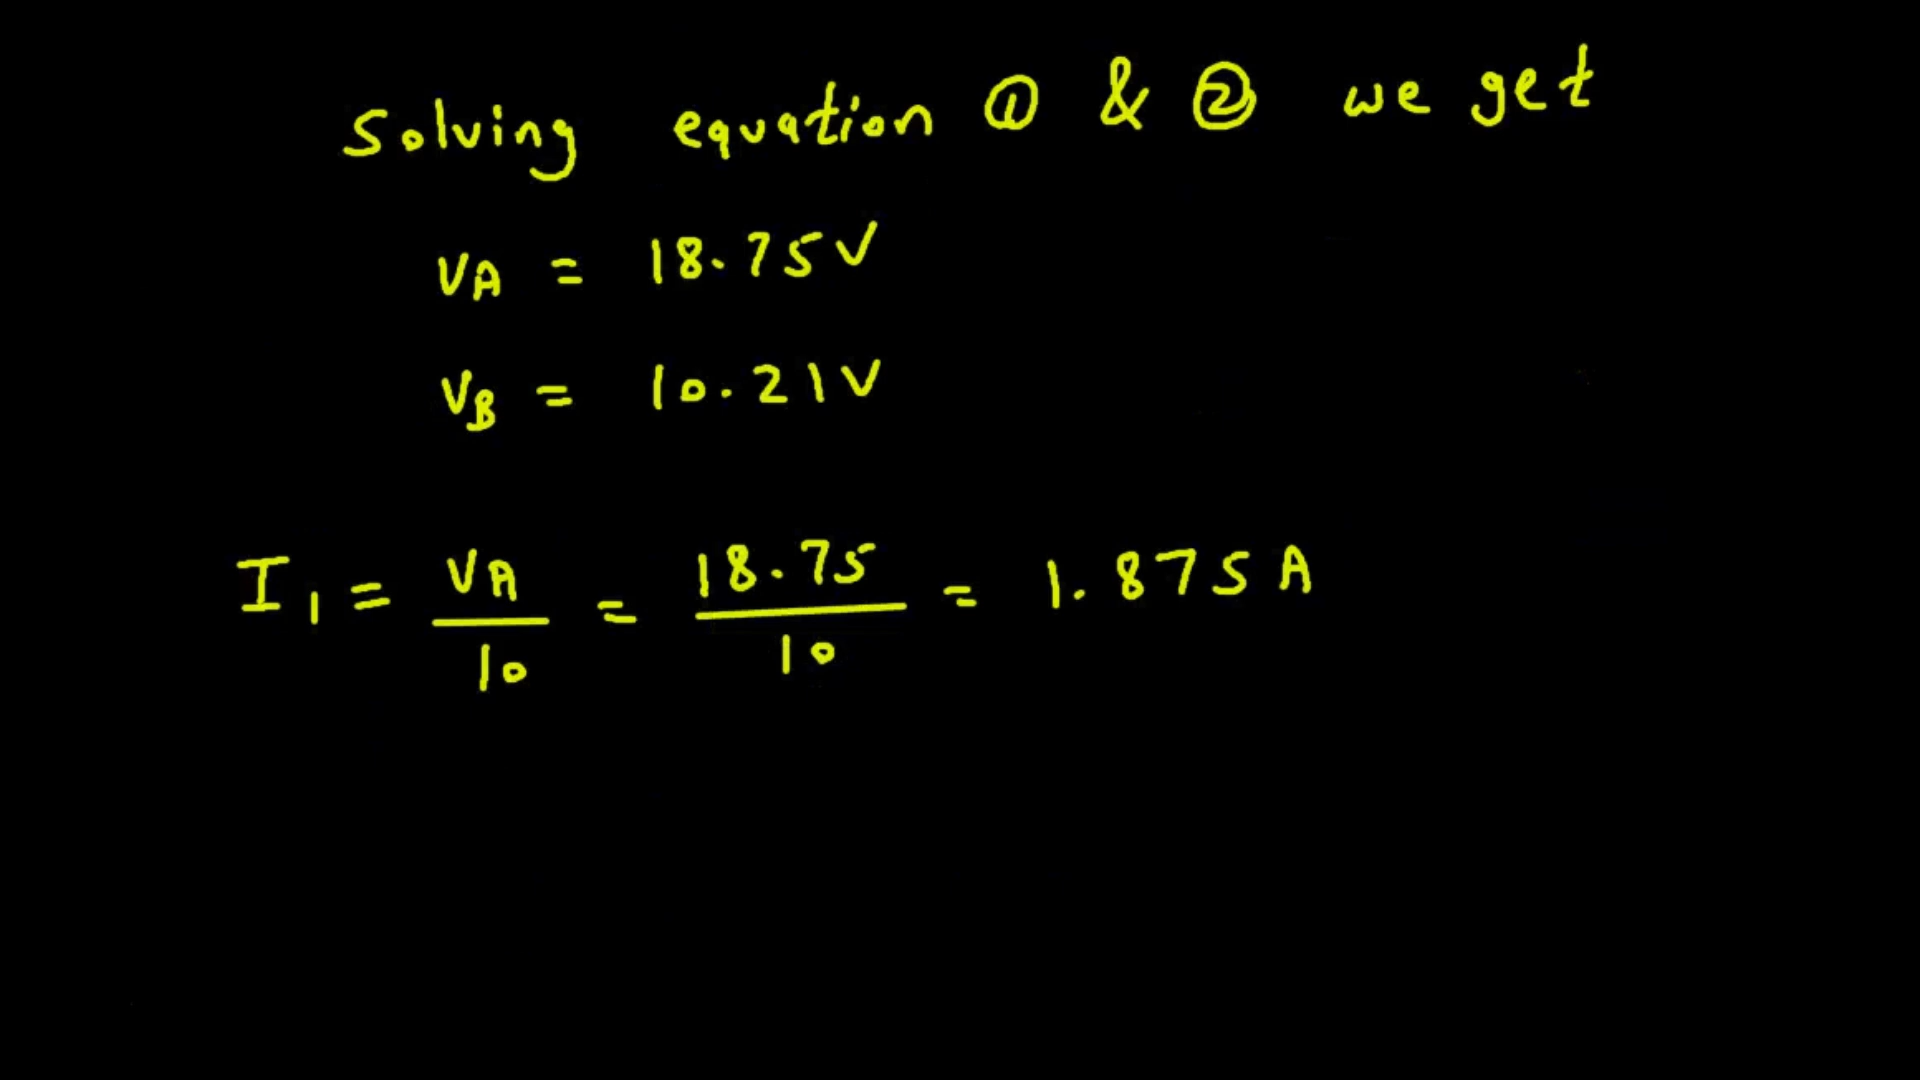 Solving equation ① & ② we get
VA = 18.75V
VB = 10.21V
I1 = VA/10 = 18.75/10 = 1.875 A